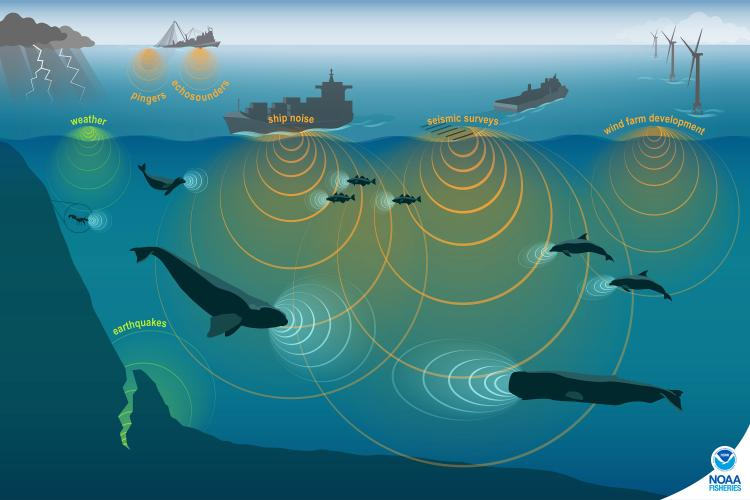 pingers
echosounders
weather
ship noise
seismic surveys
wind farm development
earthquakes
NOAA
FISHERIES